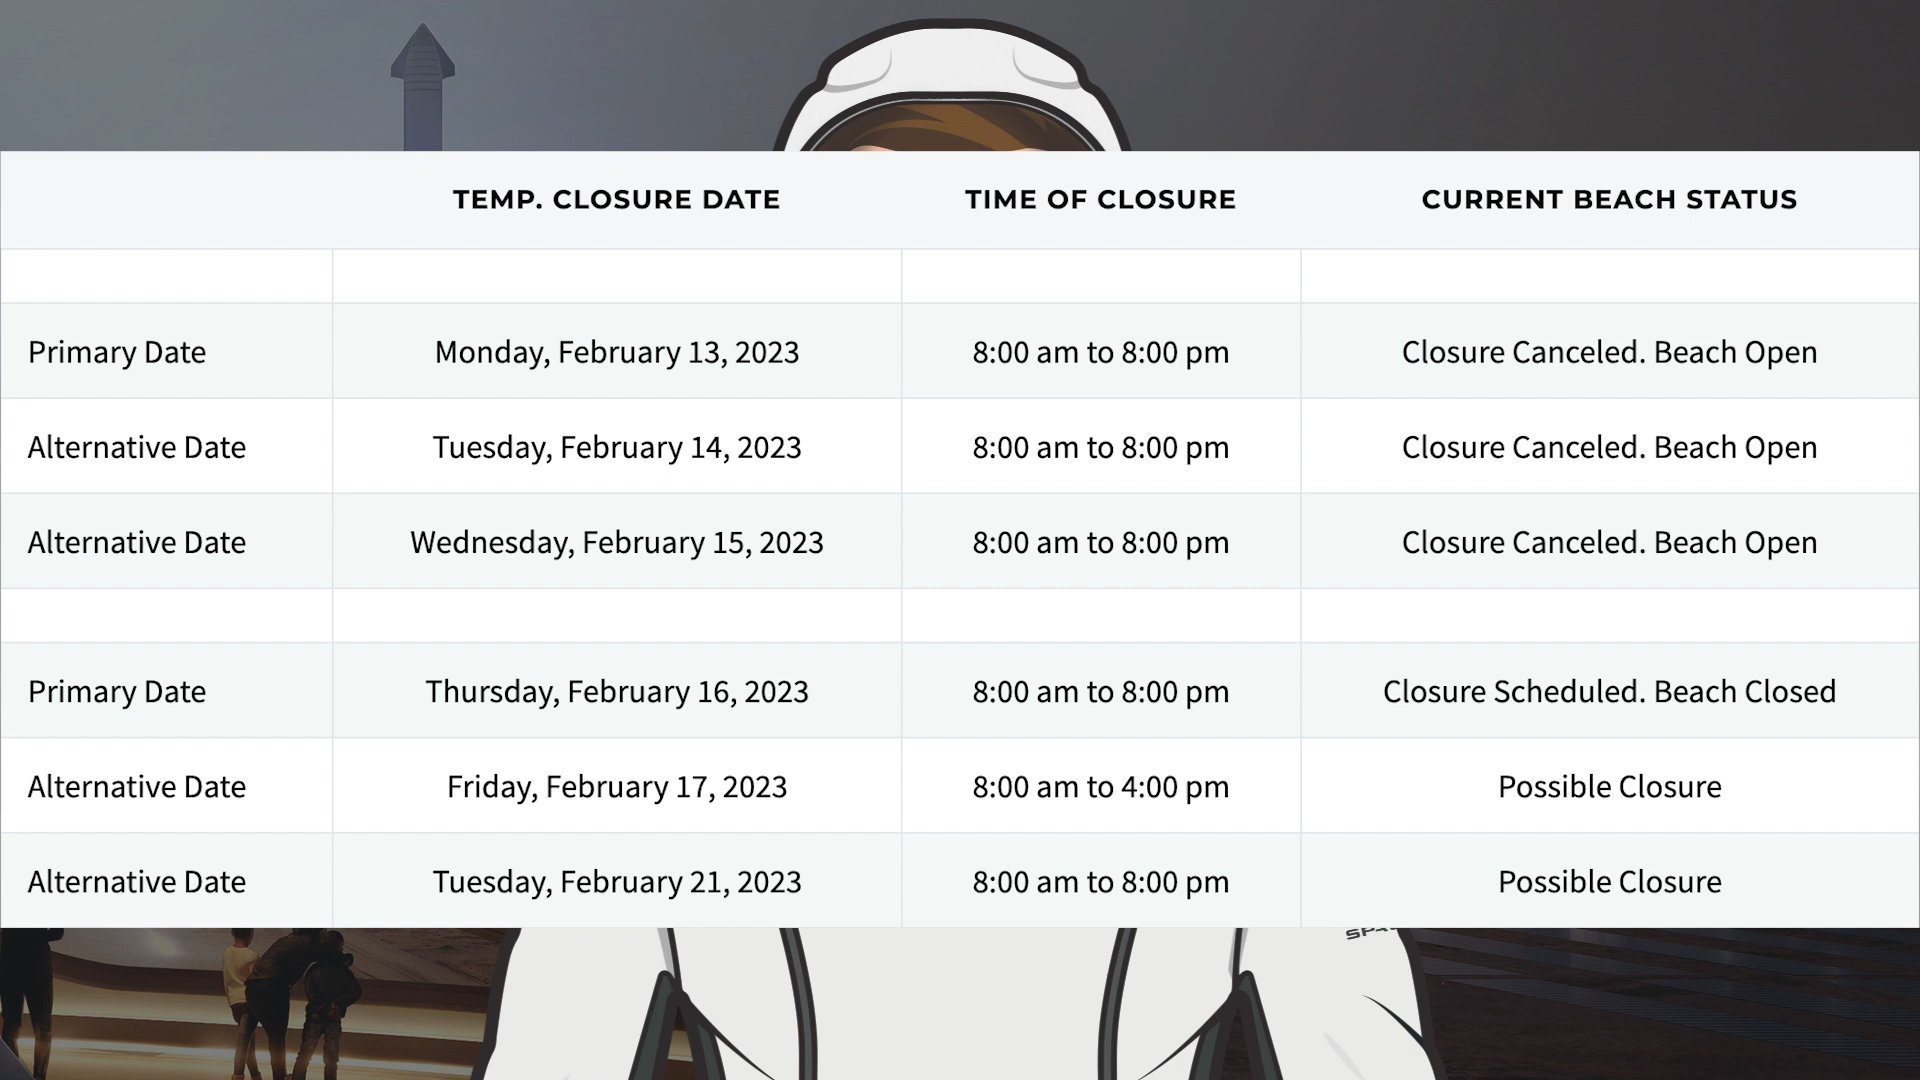 TEMP. CLOSURE DATE TIME OF CLOSURE CURRENT BEACH STATUS
Primary Date Monday, February 13, 2023 8:00 am to 8:00 pm Closure Canceled. Beach Open
Alternative Date Tuesday, February 14, 2023 8:00 am to 8:00 pm Closure Canceled. Beach Open
Alternative Date Wednesday, February 15, 2023 8:00 am to 8:00 pm Closure Canceled. Beach Open
Primary Date Thursday, February 16, 2023 8:00 am to 8:00 pm Closure Scheduled. Beach Closed
Alternative Date Friday, February 17, 2023 8:00 am to 4:00 pm Possible Closure
Alternative Date Tuesday, February 21, 2023 8:00 am to 8:00 pm Possible Closure